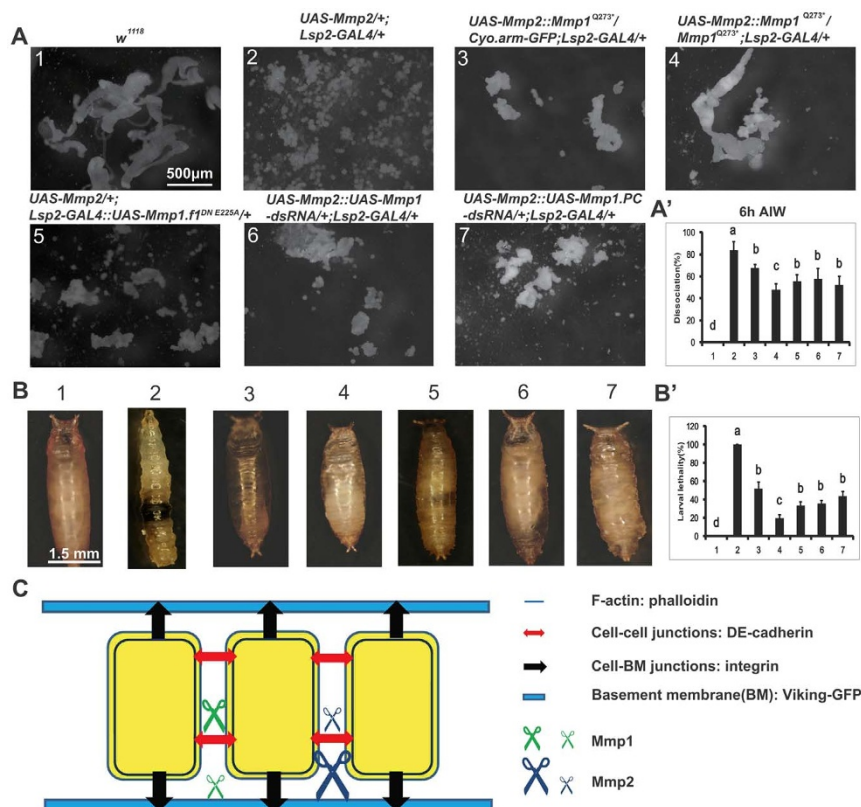 A
w1118
UAS-Mmp2/+;
Lsp2-GAL4/+
UAS-Mmp2::Mmp1Q273*/
Cyo.arm-GFP;Lsp2-GAL4/+
UAS-Mmp2::Mmp1Q273*/
Mmp1Q273*;Lsp2-GAL4/+
1
2
3
4
500μm
UAS-Mmp2/+;
Lsp2-GAL4::UAS-Mmp1.f1DN E225A/+
UAS-Mmp2::UAS-Mmp1
-dsRNA/+;Lsp2-GAL4/+
UAS-Mmp2::UAS-Mmp1.PC
-dsRNA/+;Lsp2-GAL4/+
5
6
7
A'
6h AIW
Dissociation(%)
100
80
60
40
20
0
d
a
b
c
b
b
b
1 2 3 4 5 6 7
B
1 2 3 4 5 6 7
1.5 mm
B'
Larval lethality(%)
120
100
80
60
40
20
0
d
a
b
c
b
b
b
1 2 3 4 5 6 7
C
F-actin: phalloidin
Cell-cell junctions: DE-cadherin
Cell-BM junctions: integrin
Basement membrane(BM): Viking-GFP
Mmp1
Mmp2